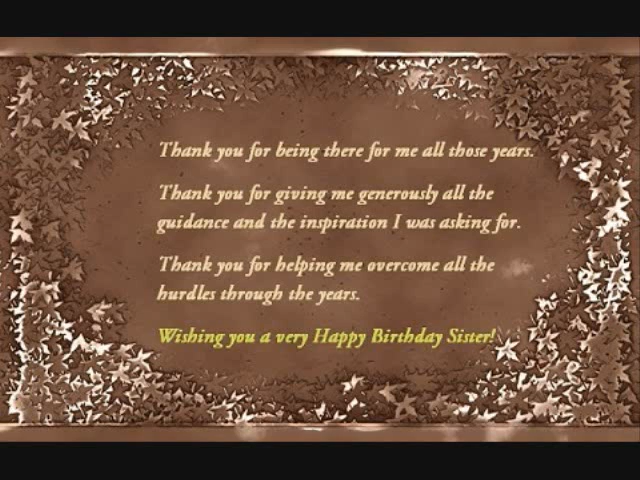 Thank you for being there for me all those years.
Thank you for giving me generously all the
guidance and the inspiration I was asking for.
Thank you for helping me overcome all the
hurdles through the years.
Wishing you a very Happy Birthday Sister!